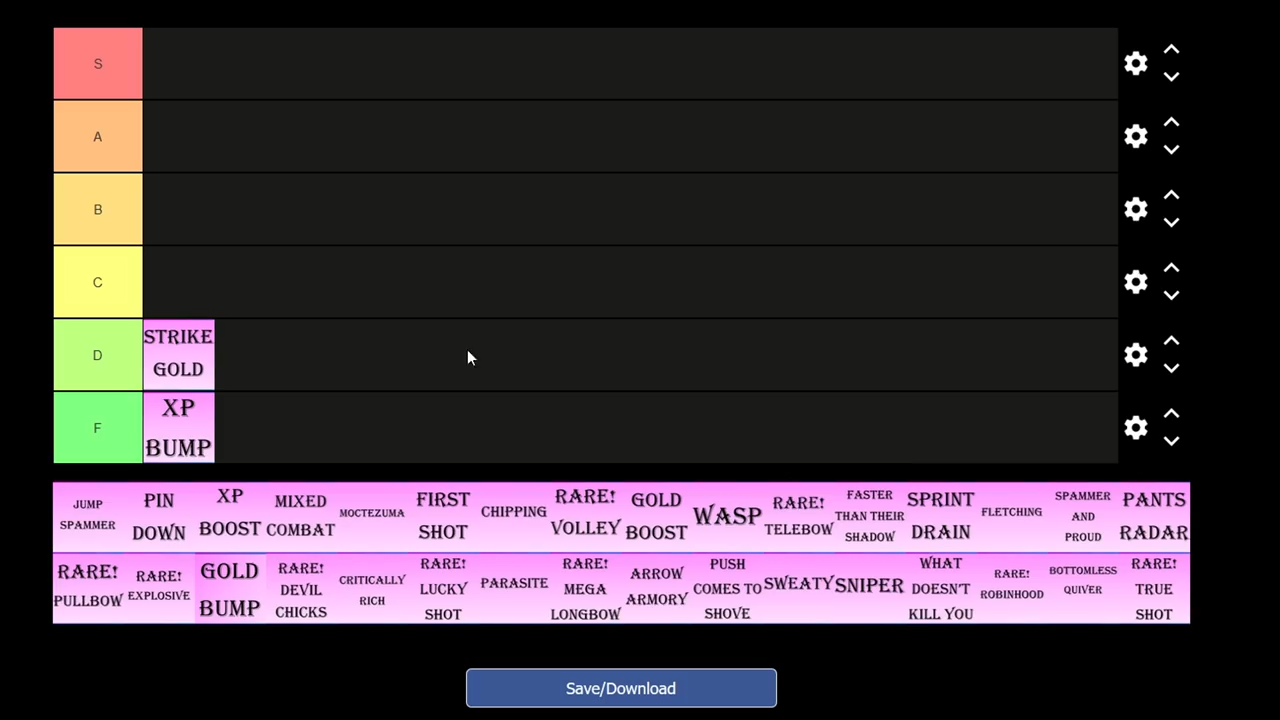 S
A
B
C
D
STRIKE
GOLD
F
XP
BUMP
JUMP
SPAMMER
PIN
DOWN
XP
BOOST
MIXED
COMBAT
MOCTEZUMA
FIRST
SHOT
CHIPPING
RARE!
VOLLEY
GOLD
BOOST
WASP
RARE!
TELEBOW
FASTER
THAN THEIR
SHADOW
SPRINT
DRAIN
FLETCHING
SPAMMER
AND
PROUD
PANTS
RADAR
RARE!
PULLBOW
RARE!
EXPLOSIVE
GOLD
BUMP
RARE!
DEVIL
CHICKS
CRITICALLY
RICH
RARE!
LUCKY
SHOT
PARASITE
RARE!
MEGA
LONGBOW
ARROW
ARMORY
PUSH
COMES TO
SHOVE
SWEATY
SNIPER
WHAT
DOESN'T
KILL YOU
RARE!
ROBINHOOD
BOTTOMLESS
QUIVER
RARE!
TRUE
SHOT
Save/Download